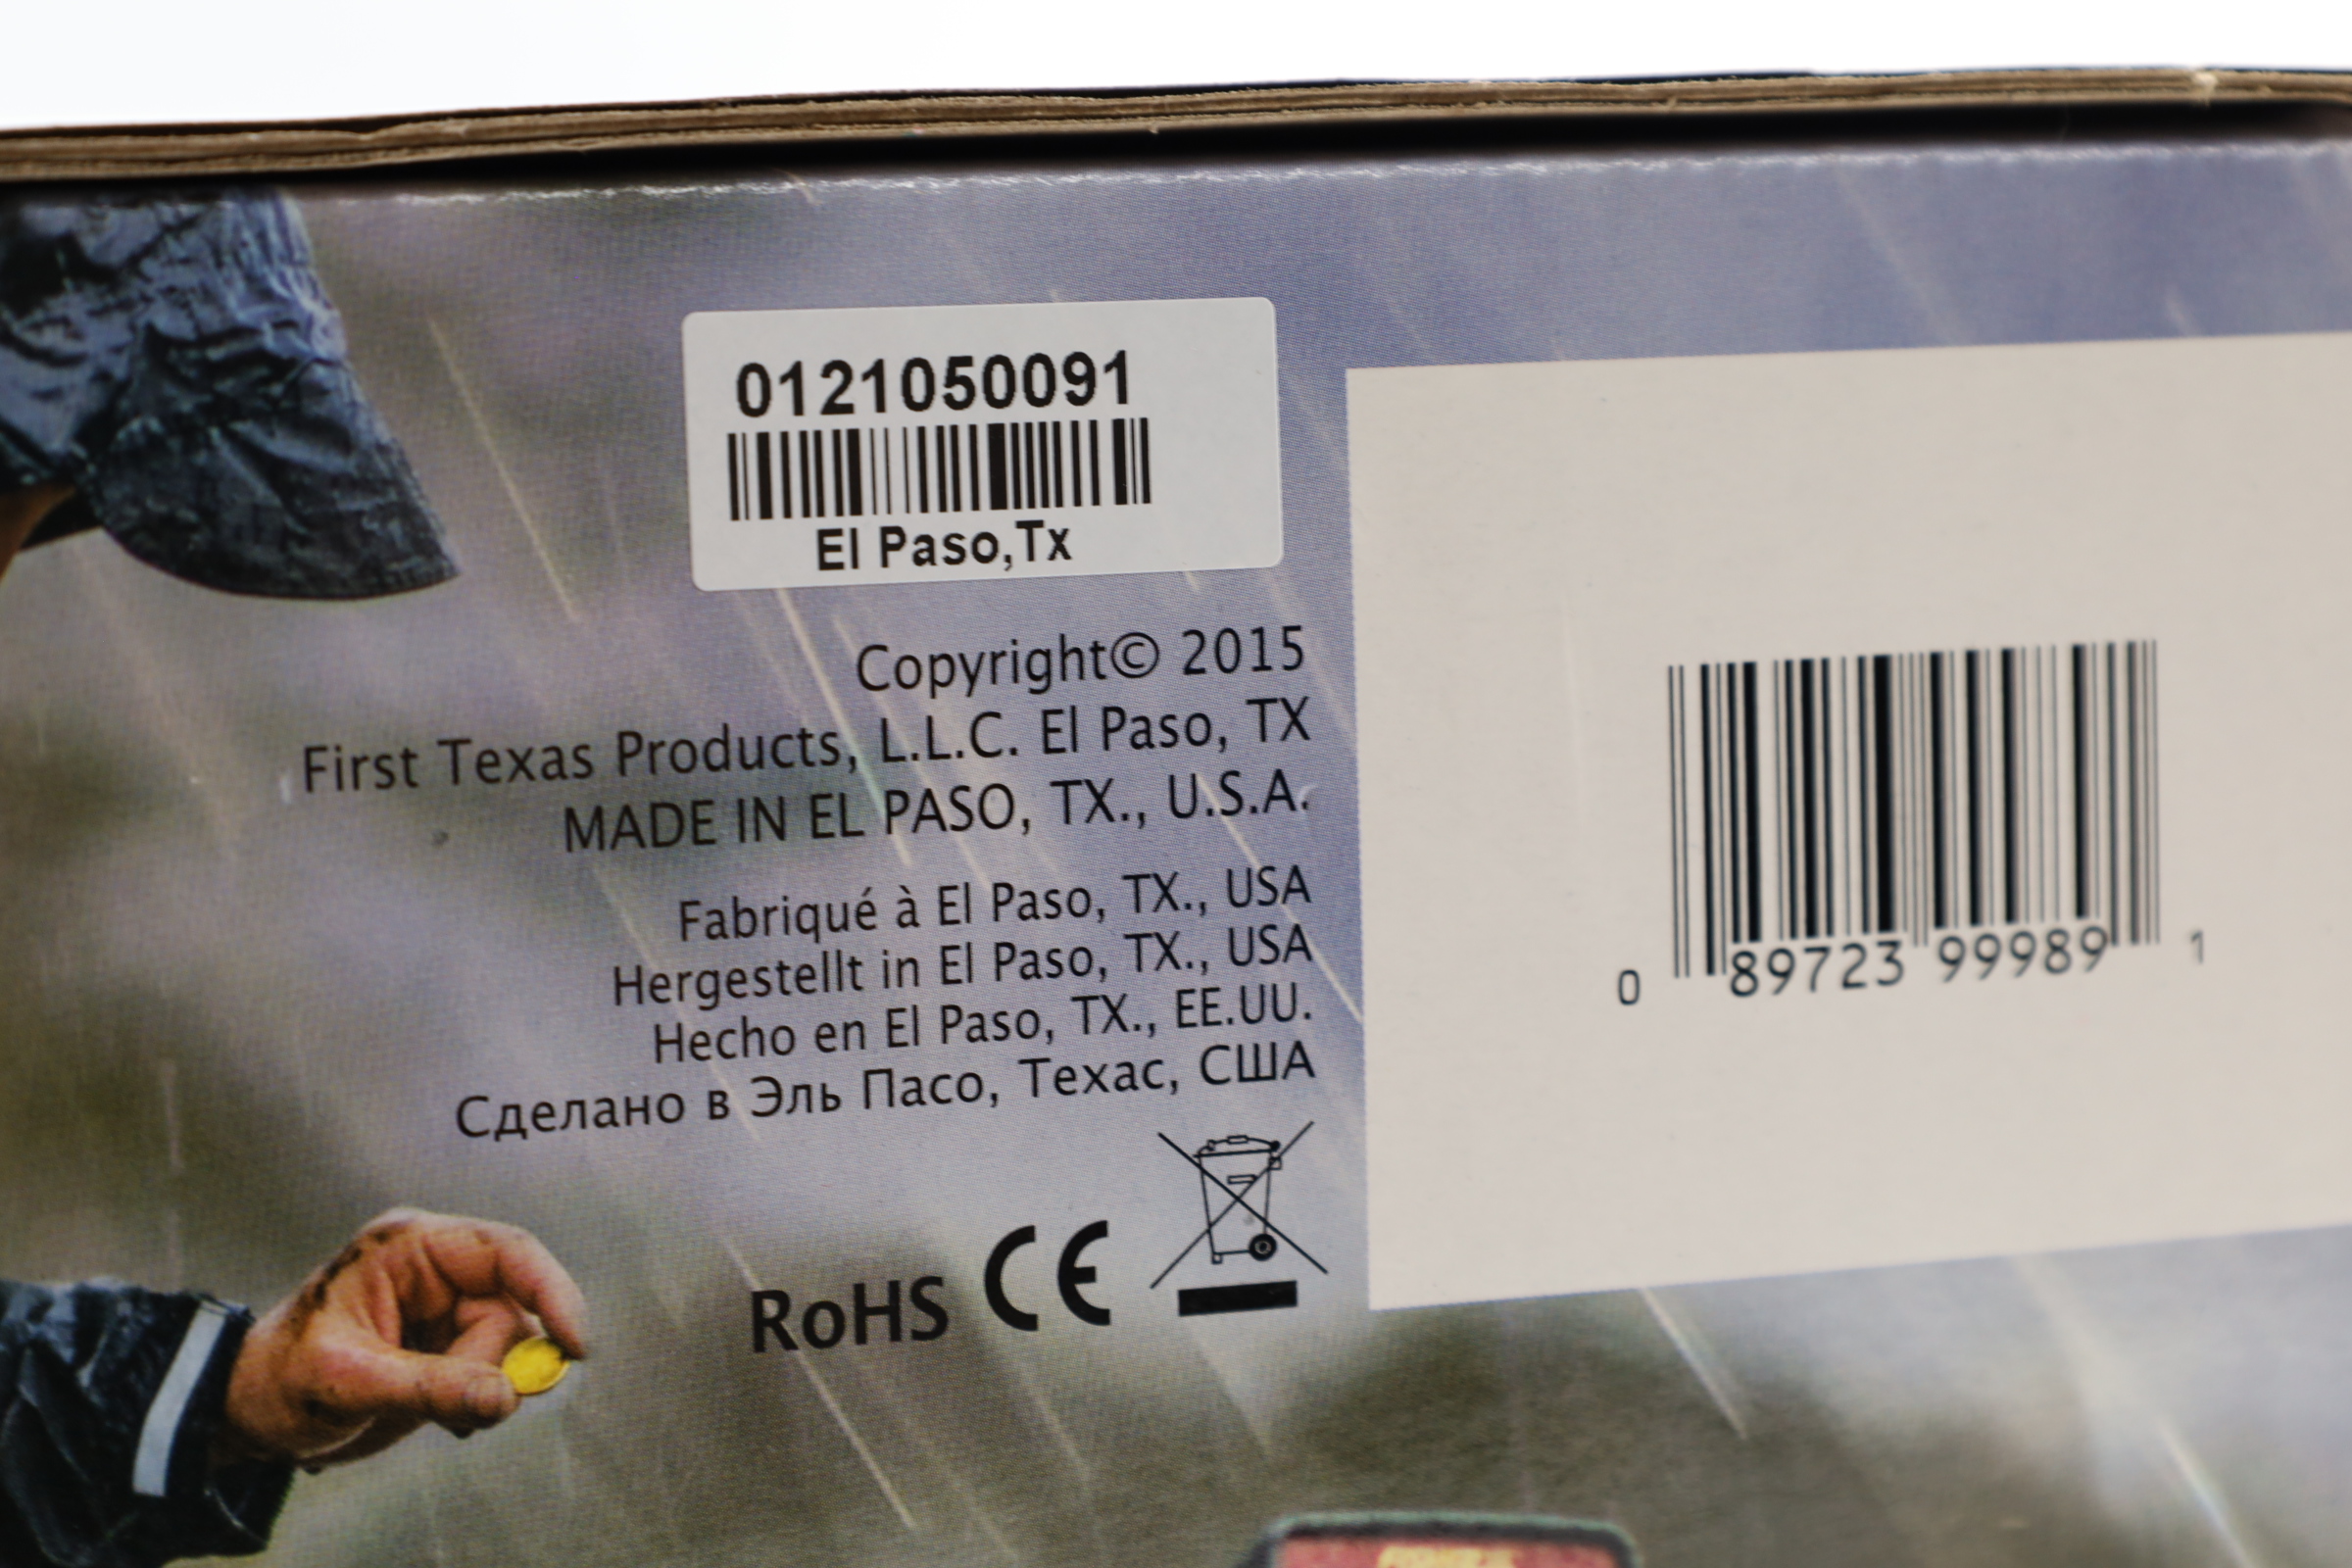 0121050091
El Paso,Tx
Copyright© 2015
First Texas Products, L.L.C. El Paso, TX
MADE IN EL PASO, TX., U.S.A.
Fabriqué à El Paso, TX., USA
Hergestellt in El Paso, TX., USA
Hecho en El Paso, TX., EE.UU.
Сделано в Эль Пасо, Техас, США
RoHS CE
0 89723 99989 1